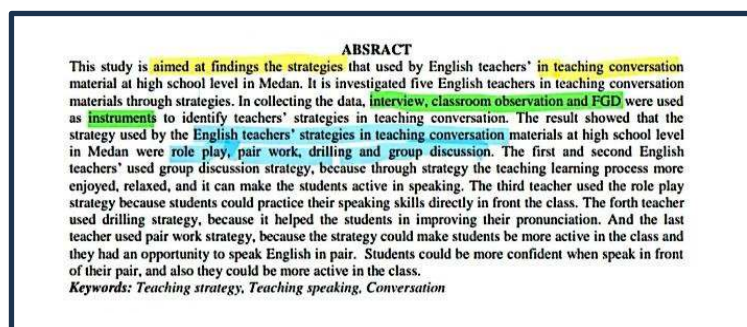 ABSRACT
This study is aimed at findings the strategies that used by English teachers' in teaching conversation
material at high school level in Medan. It is investigated five English teachers in teaching conversation
materials through strategies. In collecting the data, interview, classroom observation and FGD were used
as instruments to identify teachers' strategies in teaching conversation. The result showed that the
strategy used by the English teachers' strategies in teaching conversation materials at high school level
in Medan were role play, pair work, drilling and group discussion. The first and second English
teachers' used group discussion strategy, because through strategy the teaching learning process more
enjoyed, relaxed, and it can make the students active in speaking. The third teacher used the role play
strategy because students could practice their speaking skills directly in front the class. The forth teacher
used drilling strategy, because it helped the students in improving their pronunciation. And the last
teacher used pair work strategy, because the strategy could make students be more active in the class and
they had an opportunity to speak English in pair. Students could be more confident when speak in front
of their pair, and also they could be more active in the class.
Keywords: Teaching strategy, Teaching speaking, Conversation